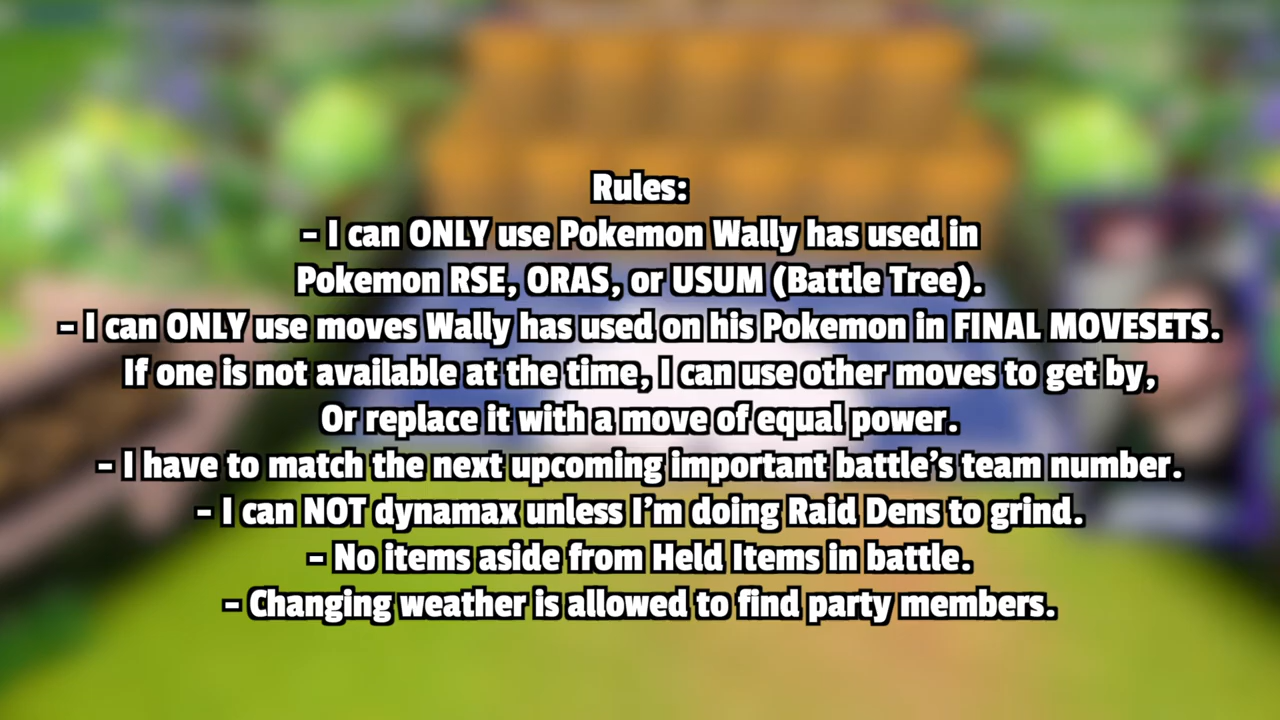 Rules:
- I can ONLY use Pokemon Wally has used in
Pokemon RSE, ORAS, or USUM (Battle Tree).
- I can ONLY use moves Wally has used on his Pokemon in FINAL MOVESETS.
If one is not available at the time, I can use other moves to get by,
Or replace it with a move of equal power.
- I have to match the next upcoming important battle's team number.
- I can NOT dynamax unless I'm doing Raid Dens to grind.
- No items aside from Held Items in battle.
- Changing weather is allowed to find party members.